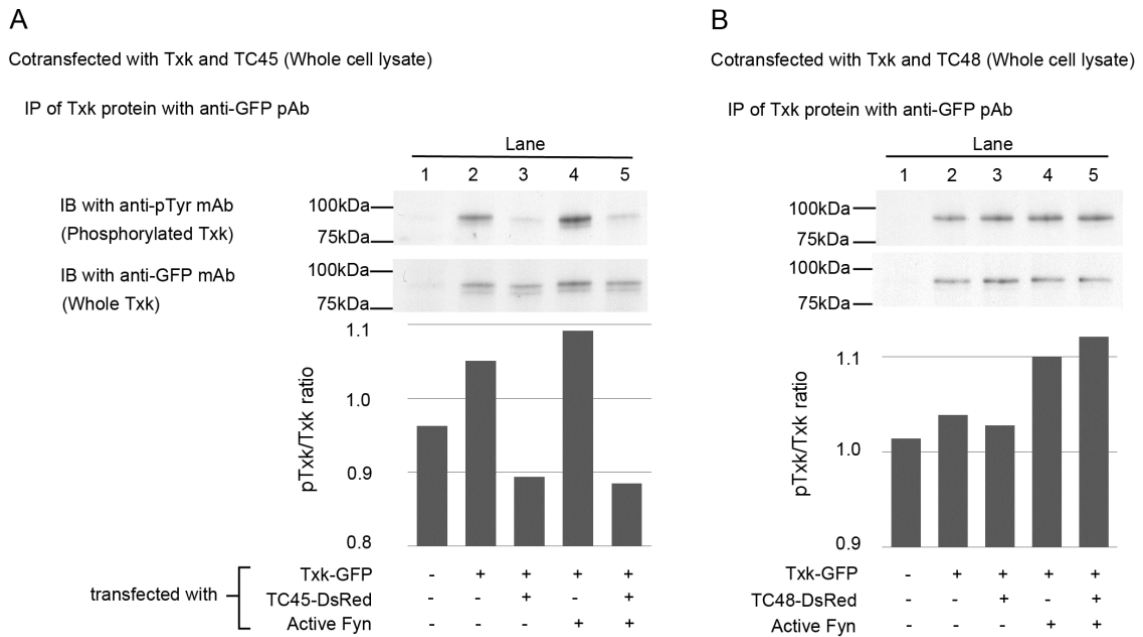 A
Cotransfected with Txk and TC45 (Whole cell lysate)
IP of Txk protein with anti-GFP pAb
Lane
1 2 3 4 5
IB with anti-pTyr mAb
(Phosphorylated Txk)
100kDa
75kDa
IB with anti-GFP mAb
(Whole Txk)
100kDa
75kDa
pTxk/Txk ratio
1.1
1.0
0.9
0.8
transfected with
Txk-GFP - + + + +
TC45-DsRed + +
Active Fyn + +
B
Cotransfected with Txk and TC48 (Whole cell lysate)
IP of Txk protein with anti-GFP pAb
Lane
1 2 3 4 5
100kDa
75kDa
100kDa
75kDa
pTxk/Txk ratio
1.1
1.0
0.9
Txk-GFP - + + + +
TC48-DsRed + +
Active Fyn + +